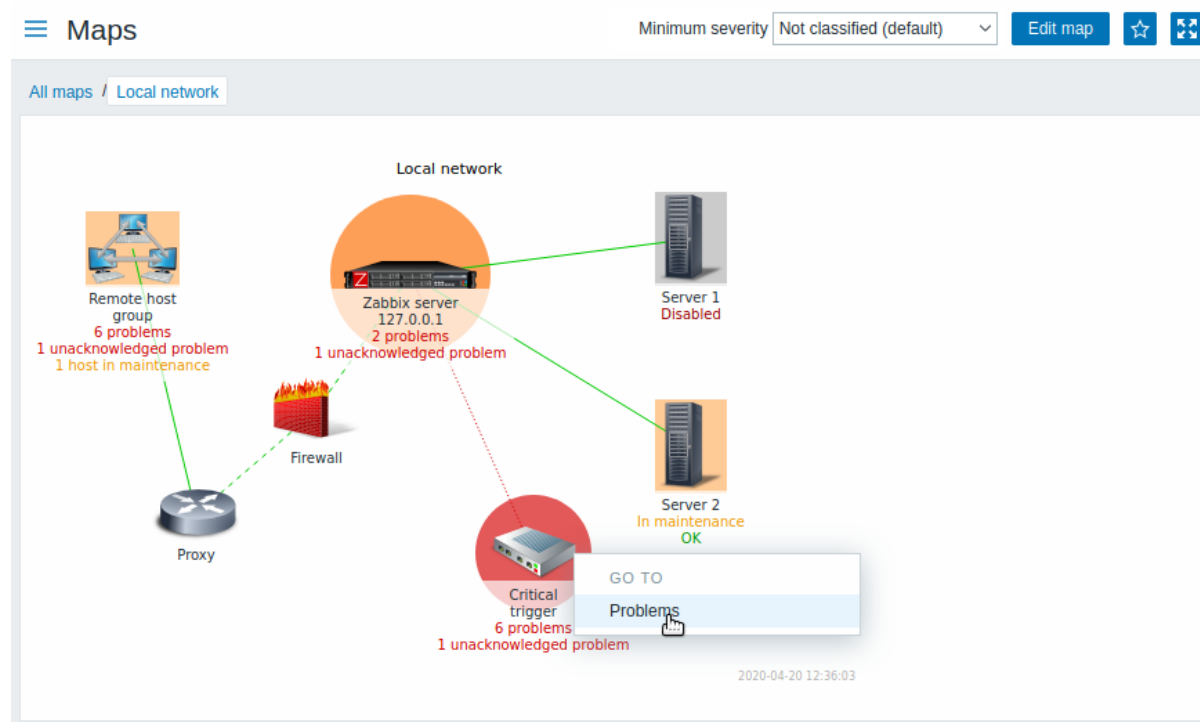 Maps
Minimum severity Not classified (default) Edit map
All maps / Local network
Local network
Remote host
group
6 problems
1 unacknowledged problem
1 host in maintenance
Z
Zabbix server
127.0.0.1
2 problems
1 unacknowledged problem
Server 1
Disabled
Firewall
Server 2
In maintenance
OK
Proxy
Critical
trigger
6 problems
1 unacknowledged problem
GO TO
Problems
2020-04-20 12:36:03